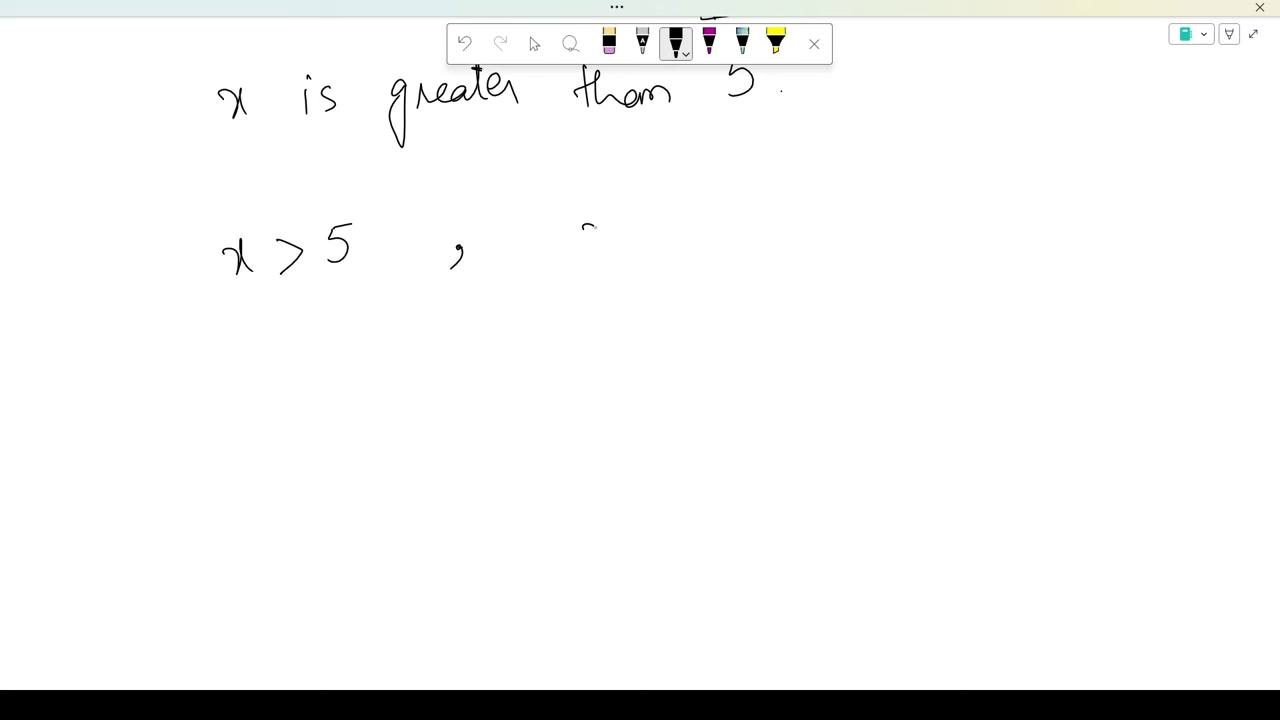 x is greater than 5.
x > 5 ,